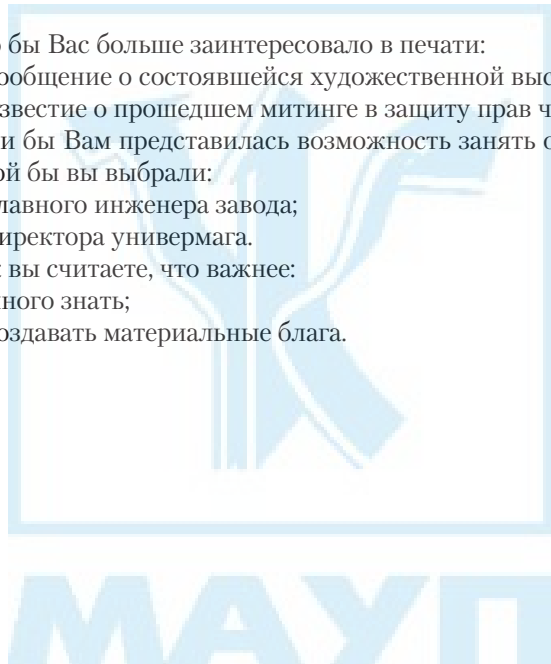 бы Вас больше заинтересовало в печати:
ообщение о состоявшейся художественной выс
звестие о прошедшем митинге в защиту прав ч
и бы Вам представилась возможность занять о
ой бы вы выбрали:
лавного инженера завода;
иректора универмага.
вы считаете, что важнее:
ного знать;
оздавать материальные блага.
МАУП